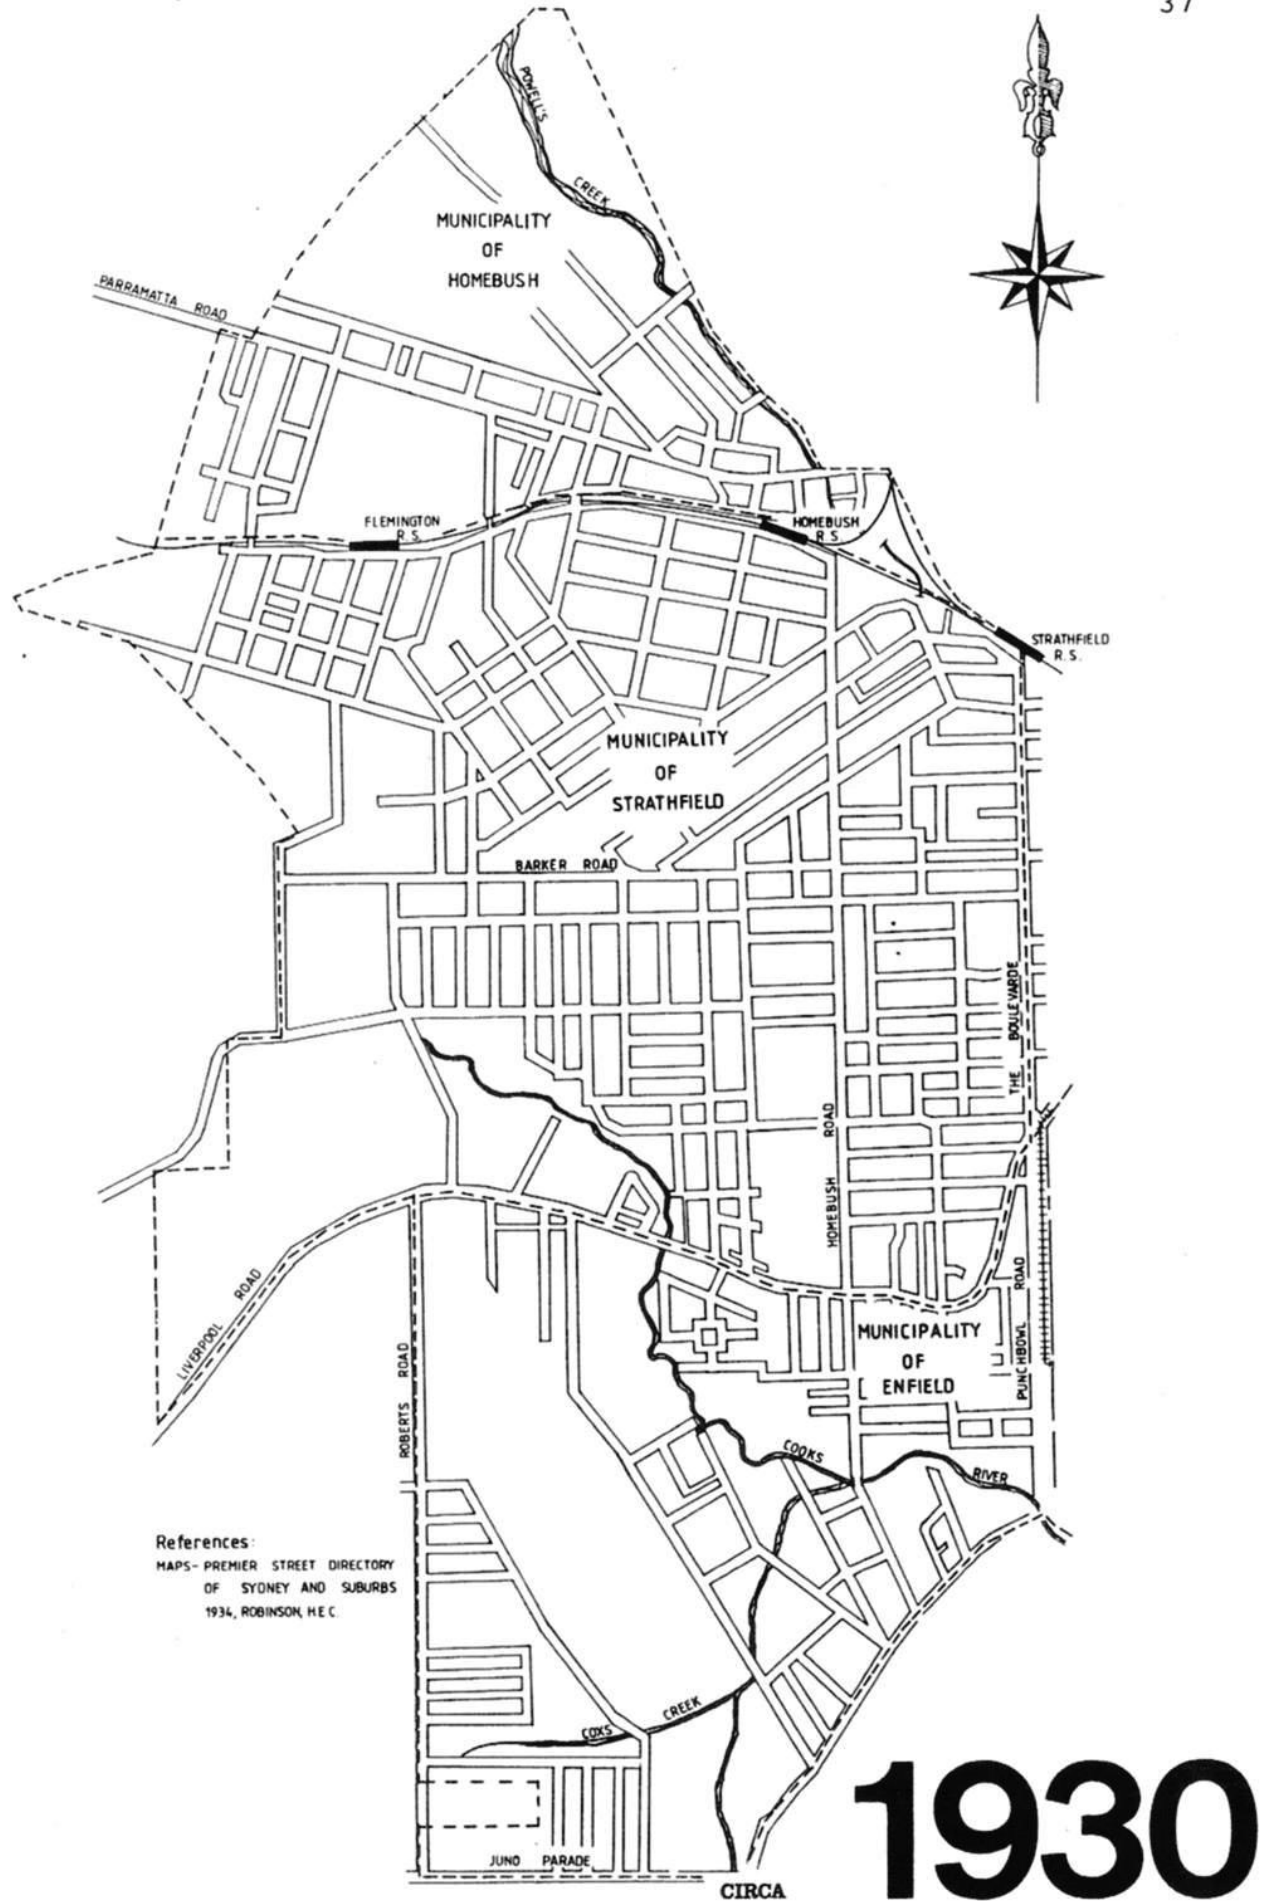 37
POWELL'S
CREEK
MUNICIPALITY
OF
HOMEBUSH
PARRAMATTA ROAD
FLEMINGTON
R.S.
HOMEBUSH
R.S.
STRATHFIELD
R.S.
MUNICIPALITY
OF
STRATHFIELD
BARKER ROAD
THE BOULEVARDE
HOMEBUSH ROAD
LIVERPOOL ROAD
ROBERTS ROAD
PUNCHBOWL ROAD
MUNICIPALITY
OF
ENFIELD
COOKS
RIVER
References:
MAPS- PREMIER STREET DIRECTORY
OF SYDNEY AND SUBURBS
1934, ROBINSON, H.E.C.
COXS CREEK
JUNO PARADE
CIRCA
1930